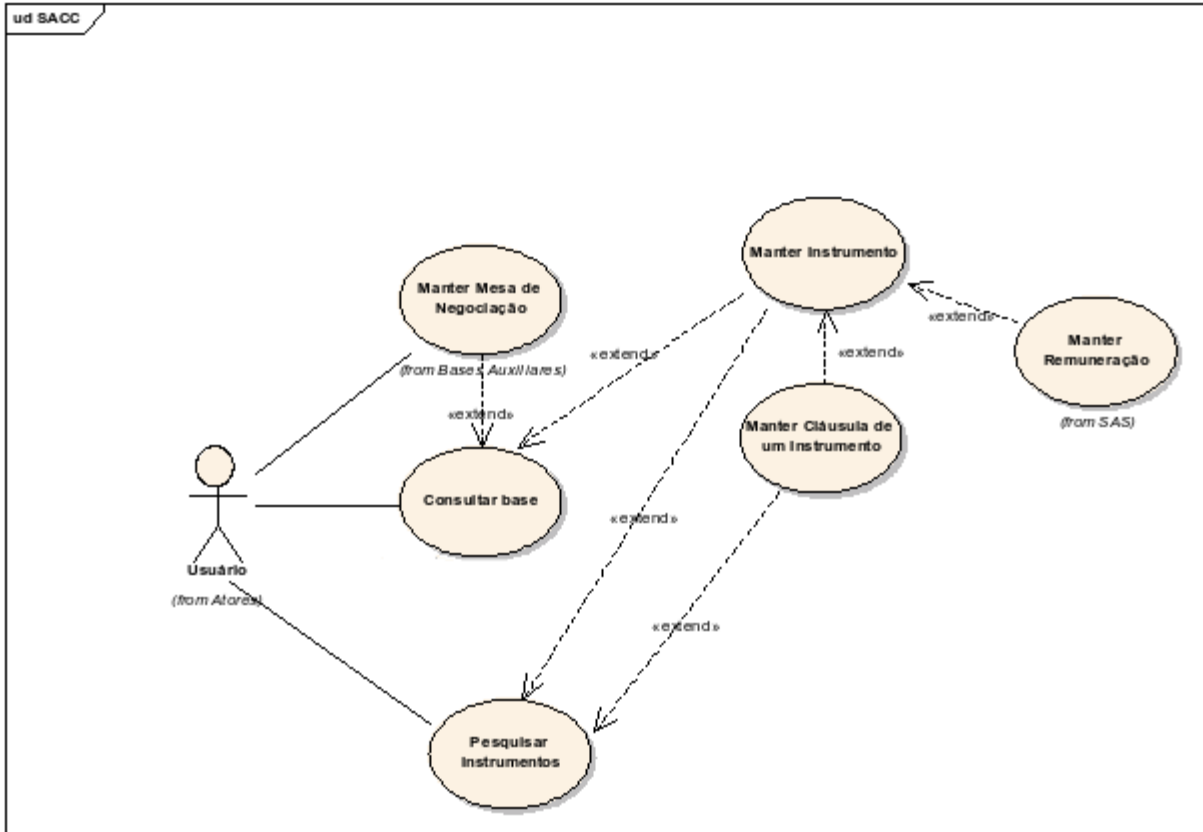 ud SACC
Manter Instrumento
Manter Mesa de
Negociação
(from Bases Auxiliares)
«extend»
«extend»
«extend»
«extend»
Manter
Remuneração
(from SAS)
Manter Cláusula de
um Instrumento
Consultar base
«extend»
Usuário
(from Atores)
«extend»
Pesquisar
Instrumentos